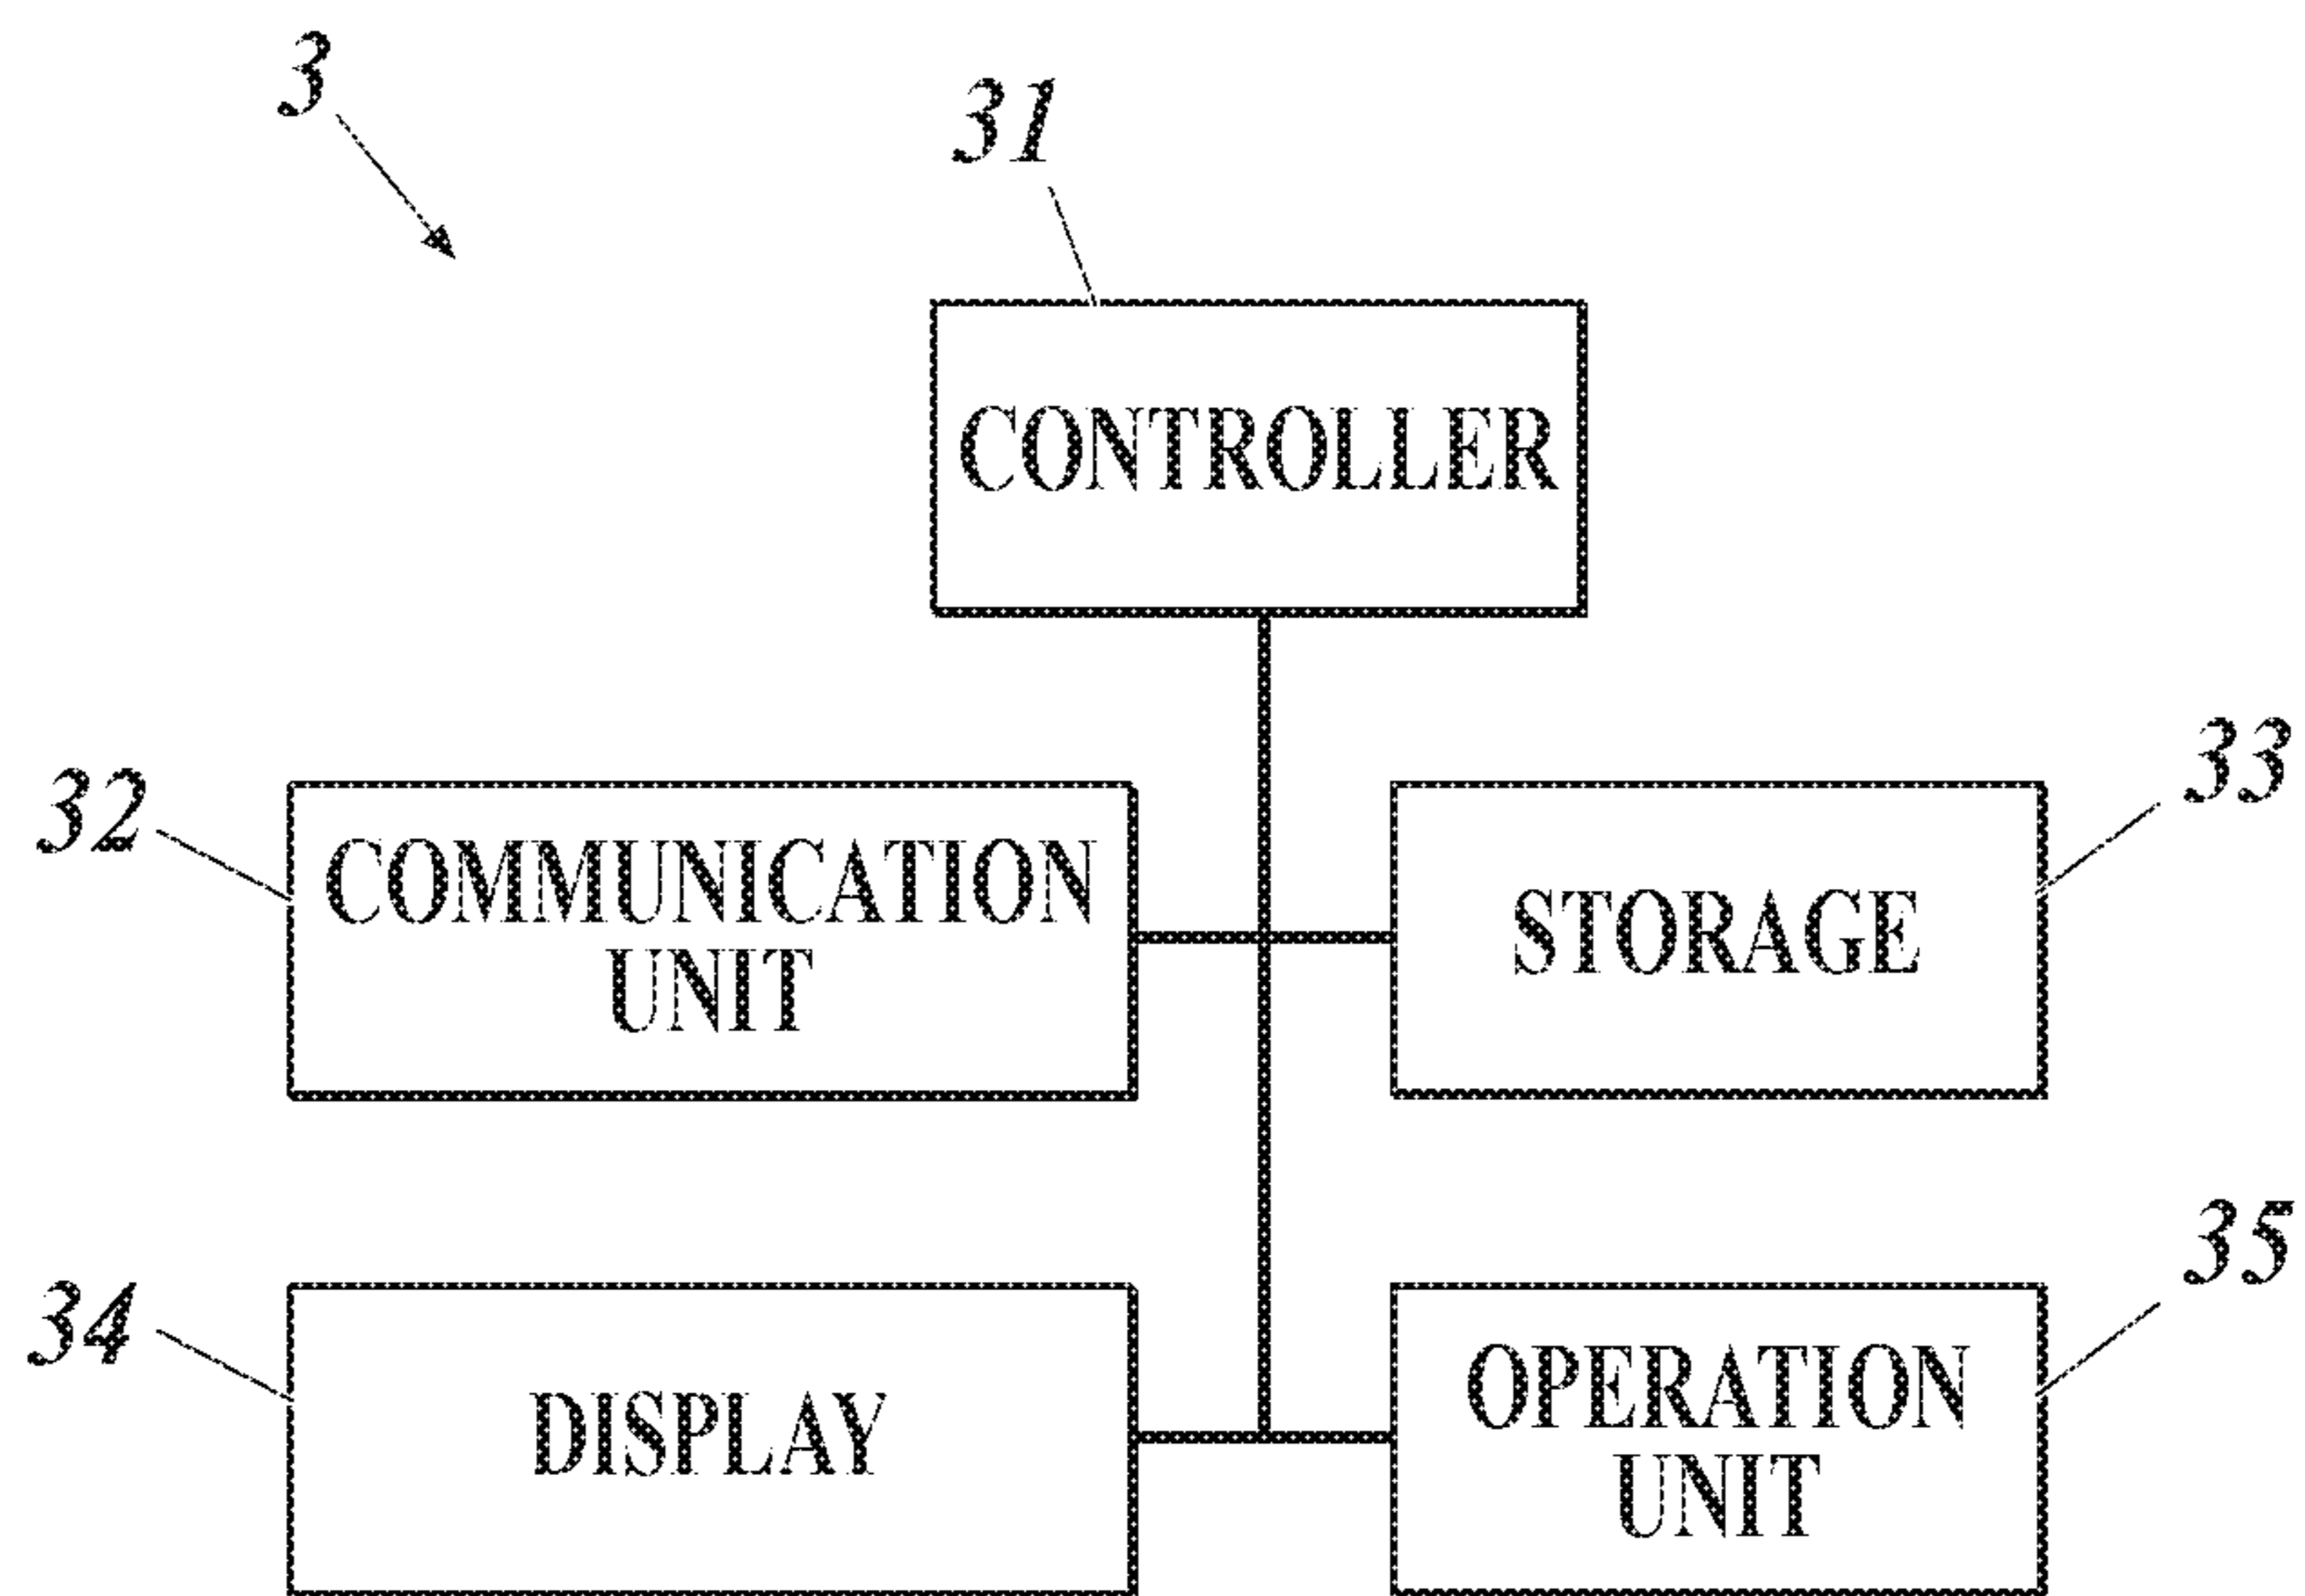 3
31
CONTROLLER
32
COMMUNICATION
UNIT
33
STORAGE
34
DISPLAY
35
OPERATION
UNIT